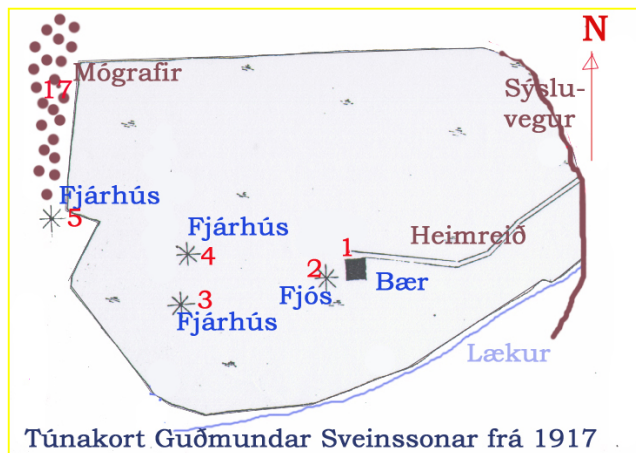 N
Mógrafir
17
Sýslu-
vegur
Fjárhús
5
Fjárhús
4
Heimreið
1
2
Bær
Fjós
3
Fjárhús
Lækur
Túnakort Guðmundar Sveinssonar frá 1917